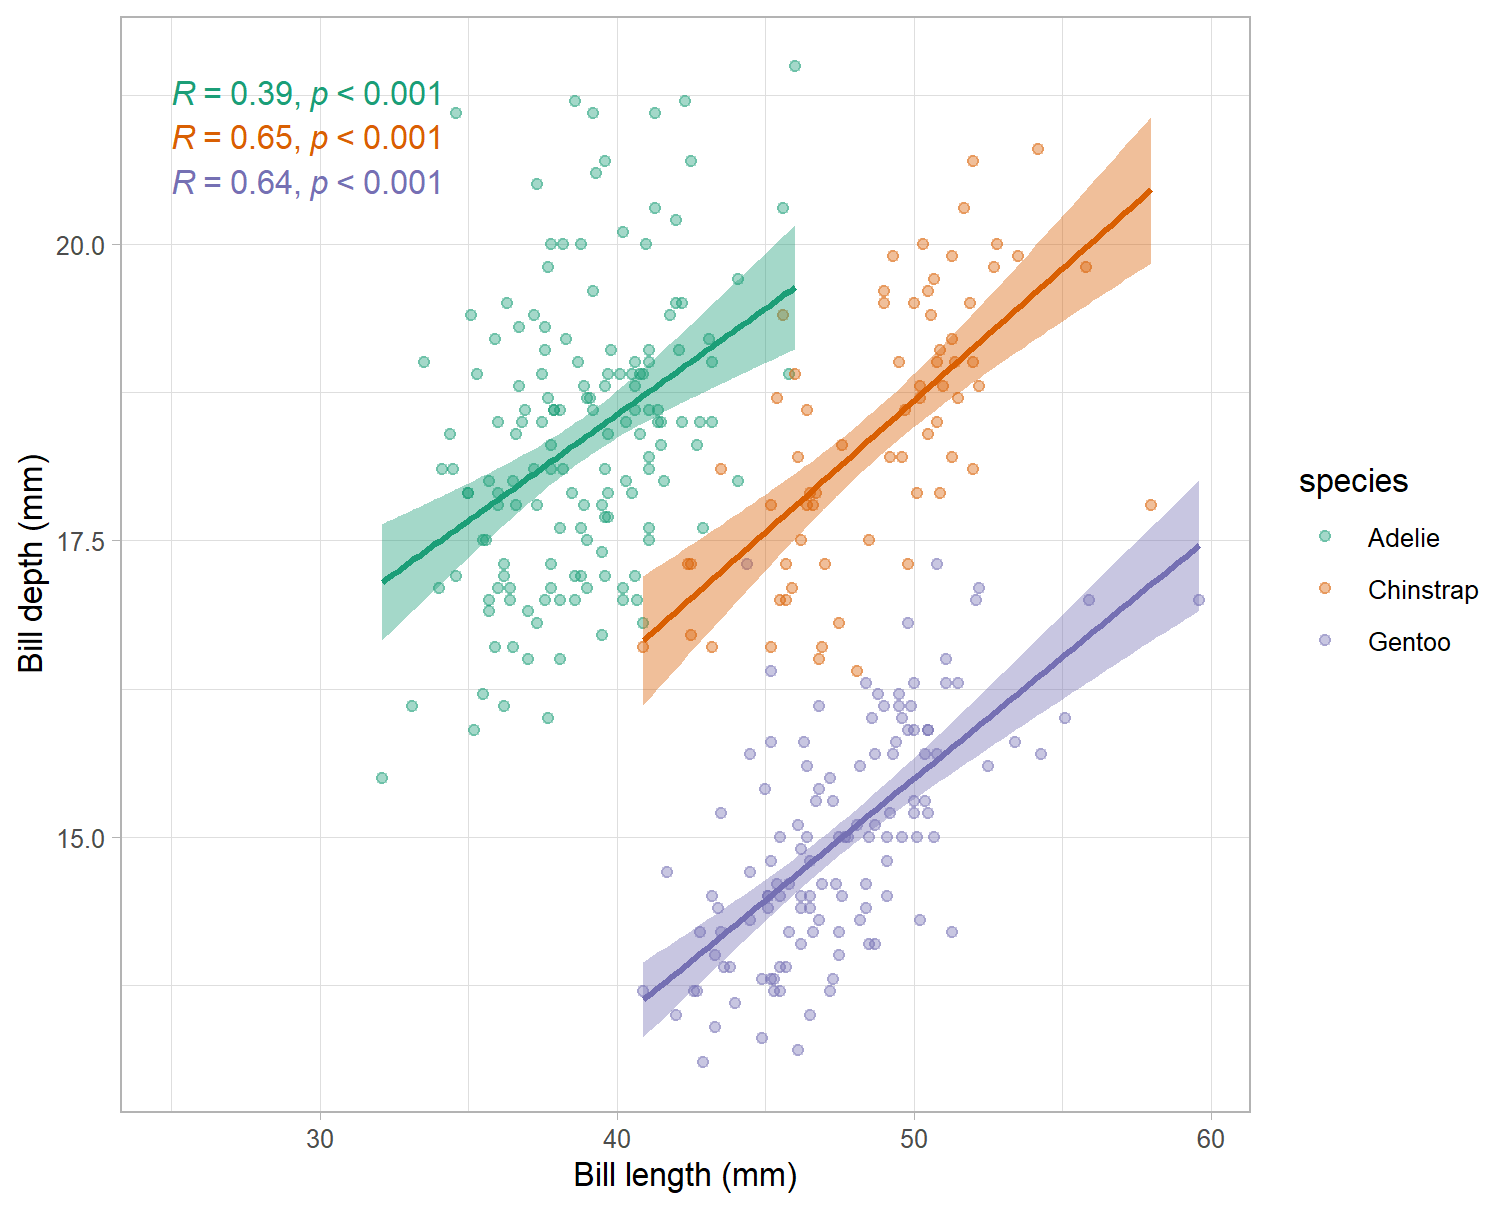 R = 0.39, p < 0.001
R = 0.65, p < 0.001
R = 0.64, p < 0.001
20.0
17.5
15.0
Bill depth (mm)
30 40 50 60
Bill length (mm)
species
Adelie
Chinstrap
Gentoo